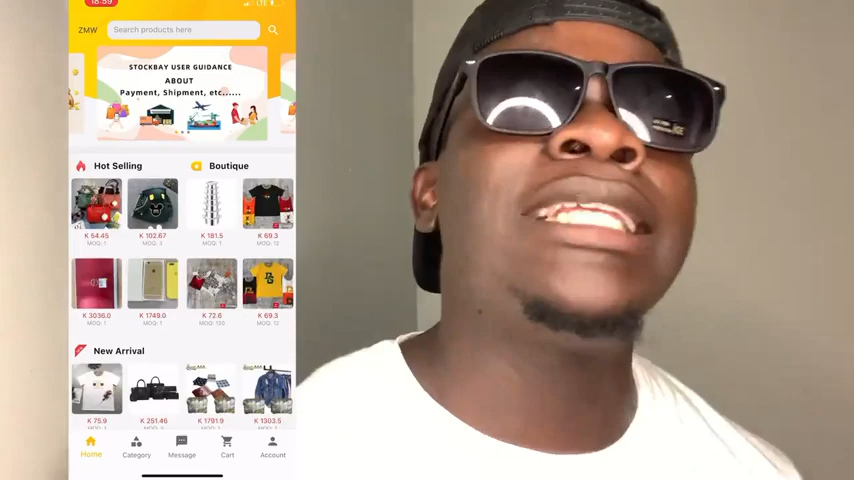 18:59
LTE
ZMW
Search products here
STOCKBAY USER GUIDANCE
ABOUT
Payment, Shipment, etc......
Hot Selling
Boutique
K 54.45
K 102.67
K 181.5
K 69.3
MOQ: 1
MOQ: 3
MOQ: 1
MOQ: 12
K 3036.0
K 1749.0
K 72.6
K 69.3
MOQ: 1
MOQ: 1
MOQ: 120
MOQ: 12
New Arrival
K 75.9
K 251.46
K 1791.9
K 1303.5
Home
Category
Message
Cart
Account